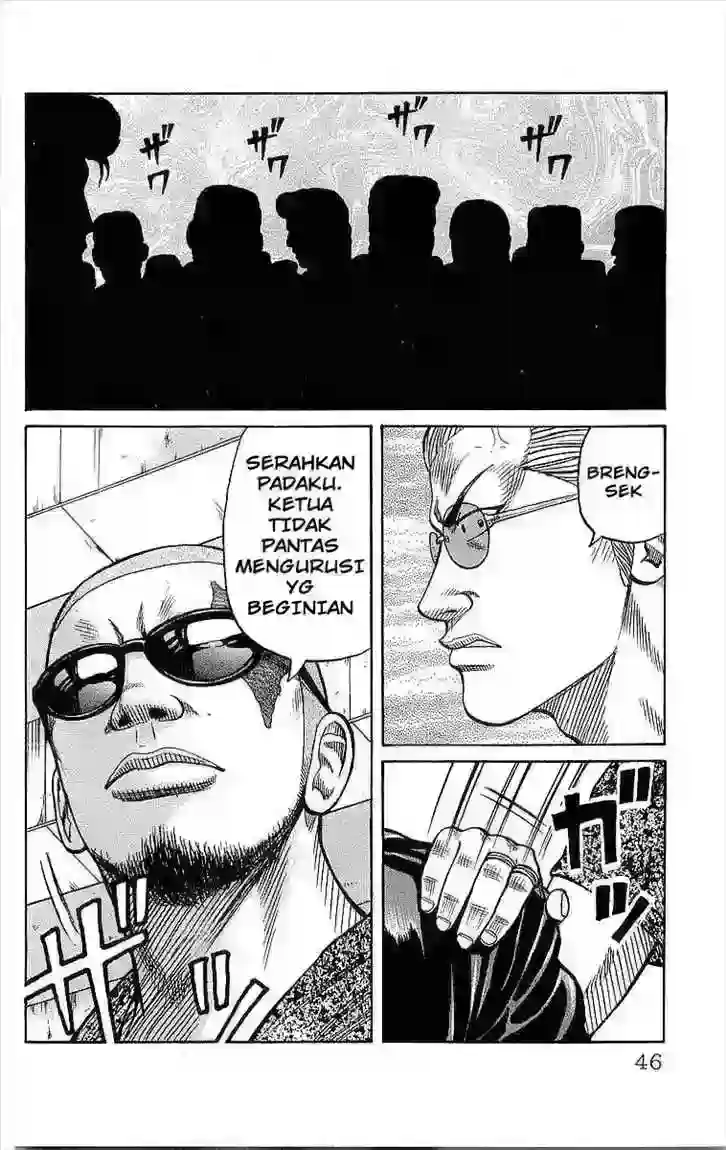 ザワ
ザワ
ザワ
ザワ
BRENG-
SEK
ガッ
SERAHKAN
PADAKU.
KETUA
TIDAK
PANTAS
MENGURUSI
YG
BEGINIAN
ザッ
46